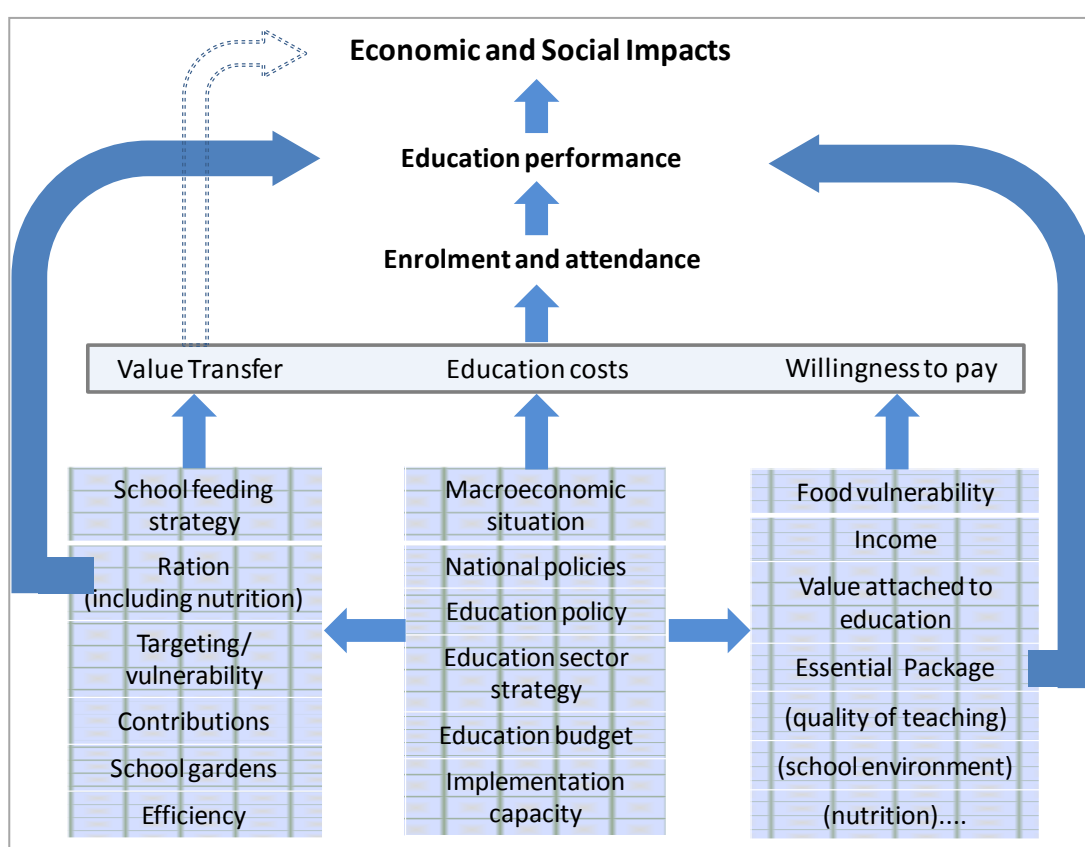 Economic and Social Impacts
Education performance
Enrolment and attendance
Value Transfer
Education costs
Willingness to pay
School feeding
strategy
Ration
(including nutrition)
Targeting/
vulnerability
Contributions
School gardens
Efficiency
Macroeconomic
situation
National policies
Education policy
Education sector
strategy
Education budget
Implementation
capacity
Food vulnerability
Income
Value attached to
education
Essential Package
(quality of teaching)
(school environment)
(nutrition)....